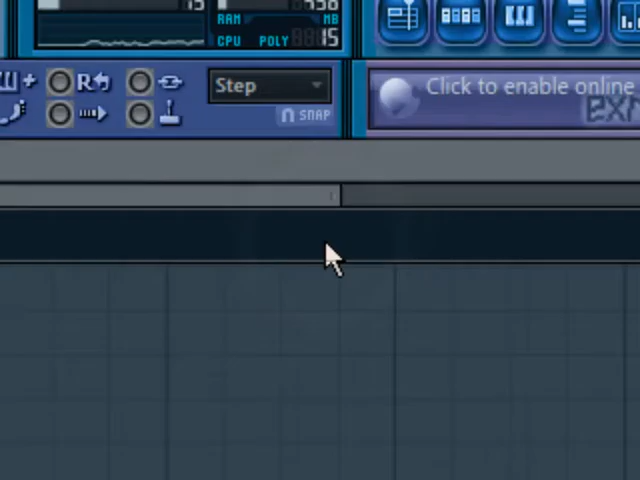 RAM MB
CPU POLY 15
R
Step
Click to enable online
SNAP